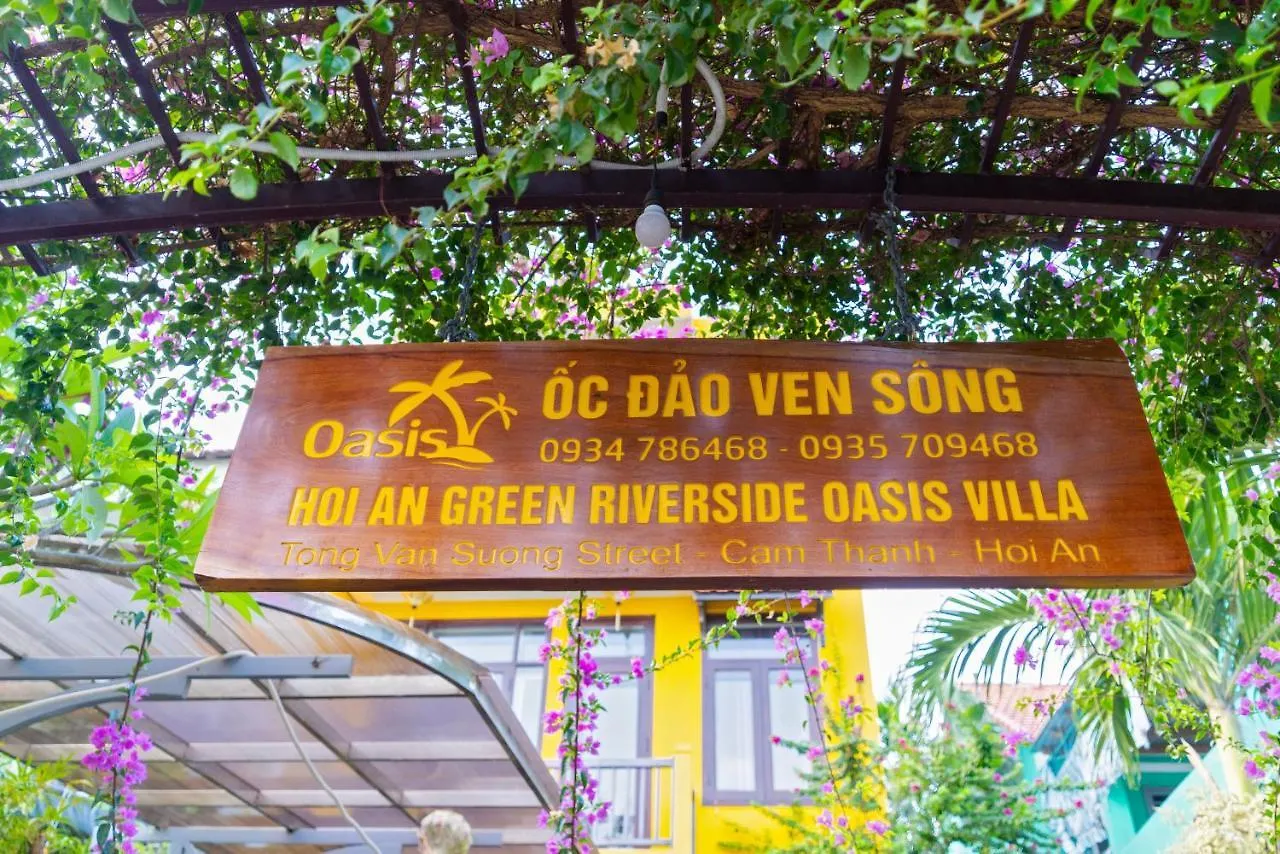 Oasis
ỐC ĐẢO VEN SÔNG
0934 786468 - 0935 709468
HOI AN GREEN RIVERSIDE OASIS VILLA
Tong Van Suong Street - Cam Thanh - Hoi An